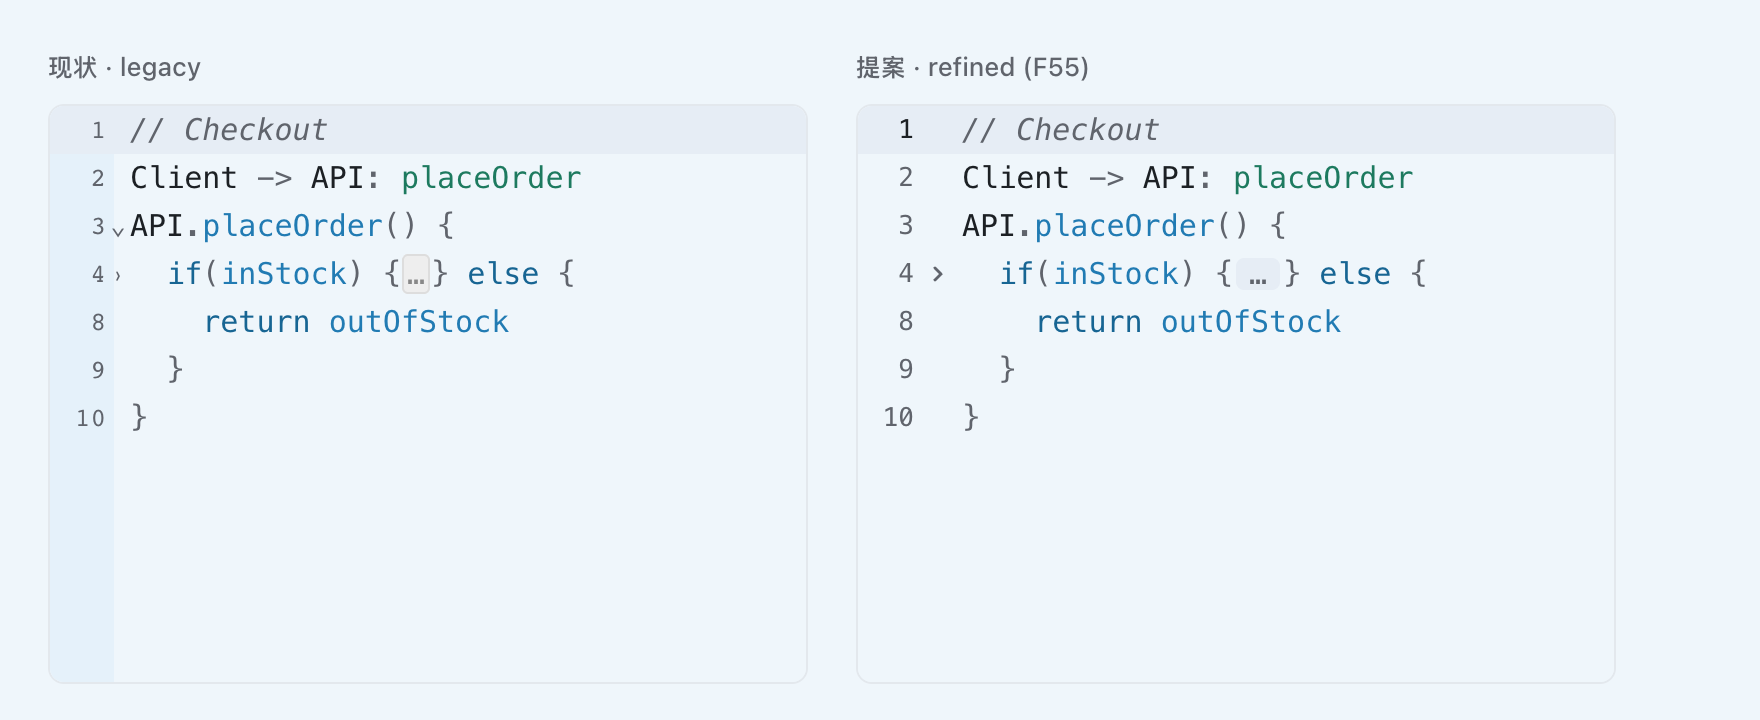 现状 · legacy
1 // Checkout
2 Client -> API: placeOrder
3 ⌄ API.placeOrder() {
4 › if(inStock) {…} else {
8 return outOfStock
9 }
10 }
提案 · refined (F55)
1 // Checkout
2 Client -> API: placeOrder
3 API.placeOrder() {
4 › if(inStock) { … } else {
8 return outOfStock
9 }
10 }